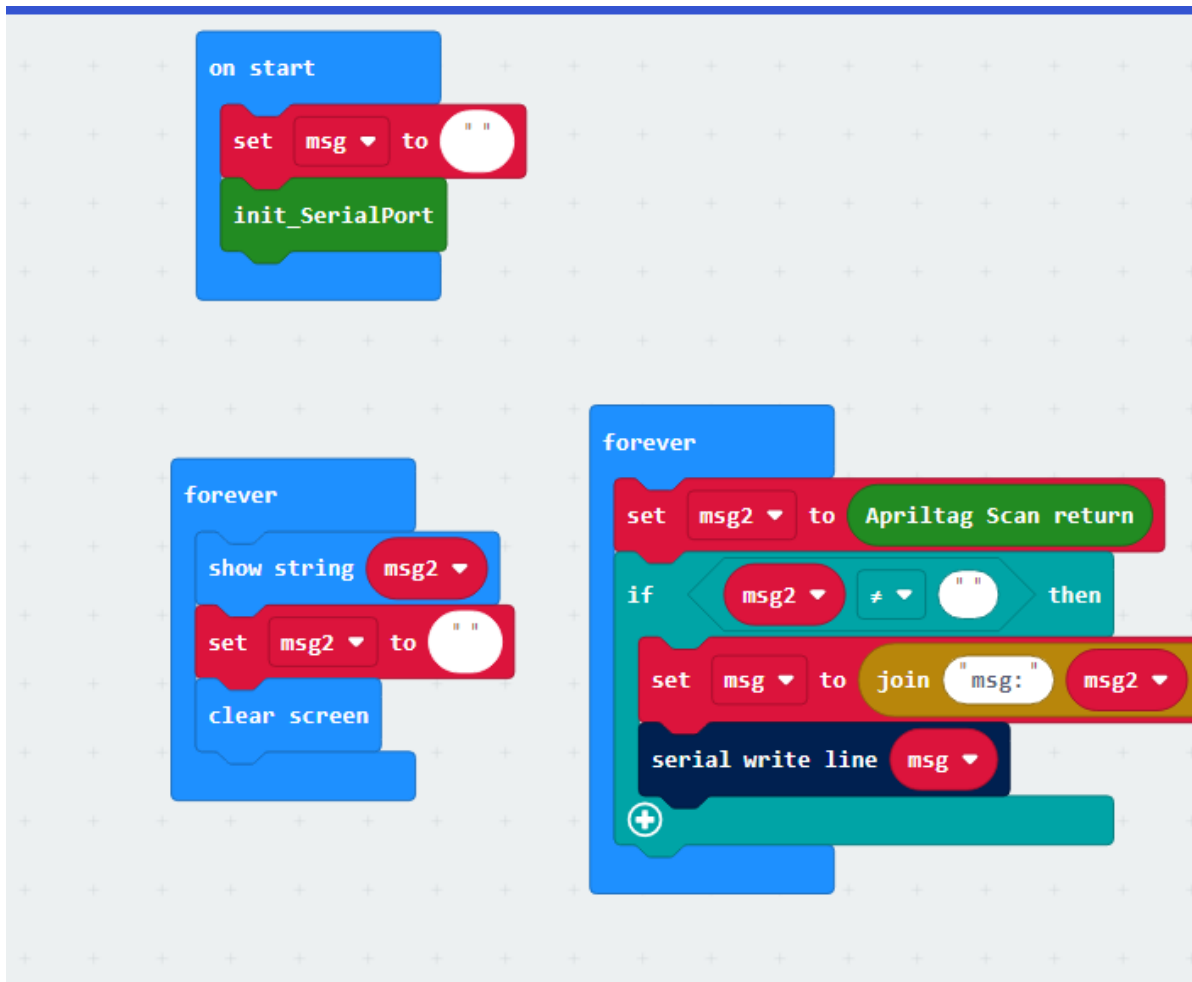 on start
set msg to " "
init_SerialPort
forever
show string msg2
set msg2 to " "
clear screen
forever
set msg2 to Apriltag Scan return
if msg2 ≠ " " then
set msg to join "msg: " msg2
serial write line msg